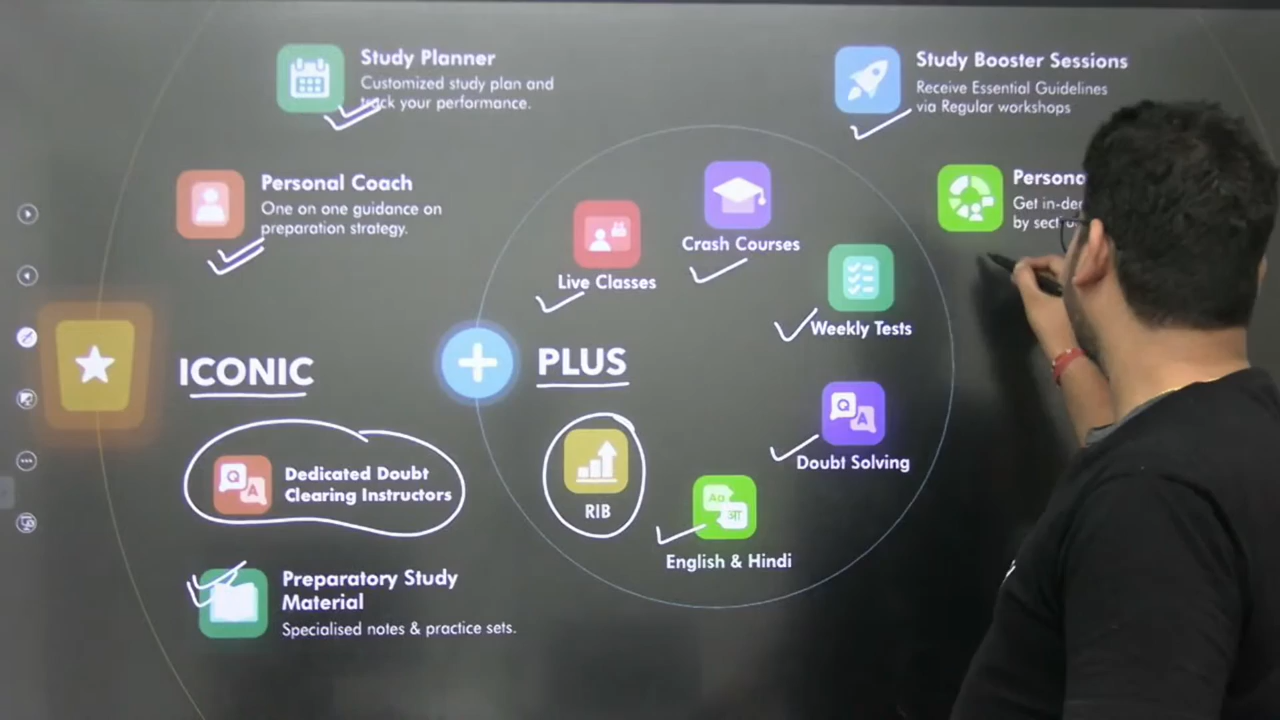 Study Planner
Customized study plan and
track your performance.
Study Booster Sessions
Receive Essential Guidelines
via Regular workshops
Personal Coach
One on one guidance on
preparation strategy.
Get
by
Crash Courses
Live Classes
Weekly Tests
ICONIC
PLUS
Q A
Doubt Solving
Q A
Dedicated Doubt
Clearing Instructors
RIB
आ
English & Hindi
Preparatory Study
Material
Specialised notes & practice sets.